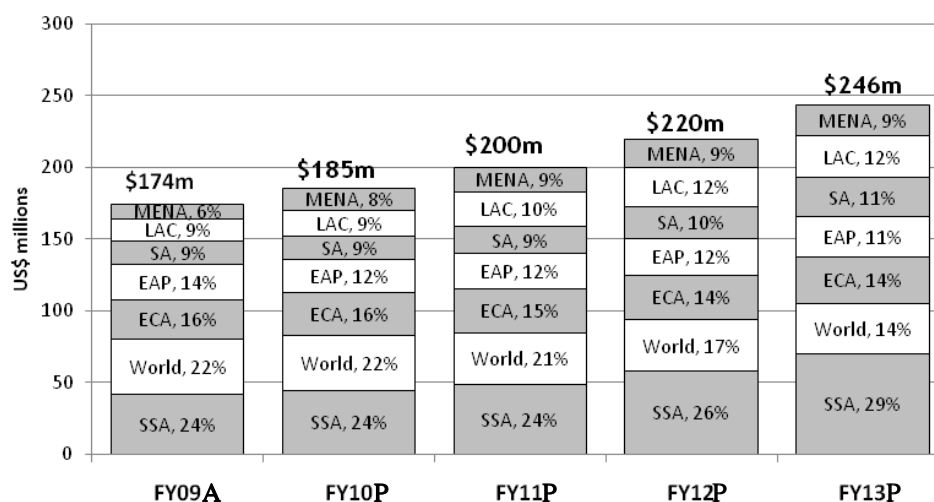 300
250
200
150
100
50
0
US$ millions
$174m
MENA, 6%
LAC, 9%
SA, 9%
EAP, 14%
ECA, 16%
World, 22%
SSA, 24%
$185m
MENA, 8%
LAC, 9%
SA, 9%
EAP, 12%
ECA, 16%
World, 22%
SSA, 24%
$200m
MENA, 9%
LAC, 10%
SA, 9%
EAP, 12%
ECA, 15%
World, 21%
SSA, 24%
$220m
MENA, 9%
LAC, 12%
SA, 10%
EAP, 12%
ECA, 14%
World, 17%
SSA, 26%
$246m
MENA, 9%
LAC, 12%
SA, 11%
EAP, 11%
ECA, 14%
World, 14%
SSA, 29%
FY09A FY10P FY11P FY12P FY13P